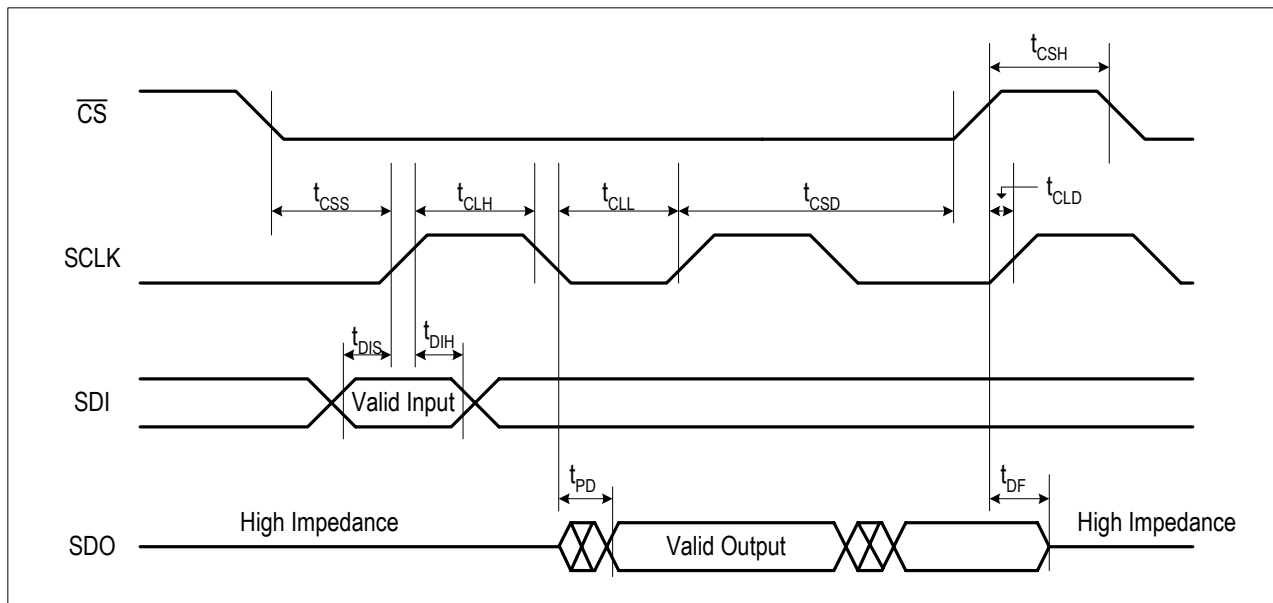 tCSH
CS
tCSS
tCLH
tCLL
tCSD
tCLD
SCLK
tDIS
tDIH
SDI
Valid Input
tPD
tDF
High Impedance
High Impedance
SDO
Valid Output